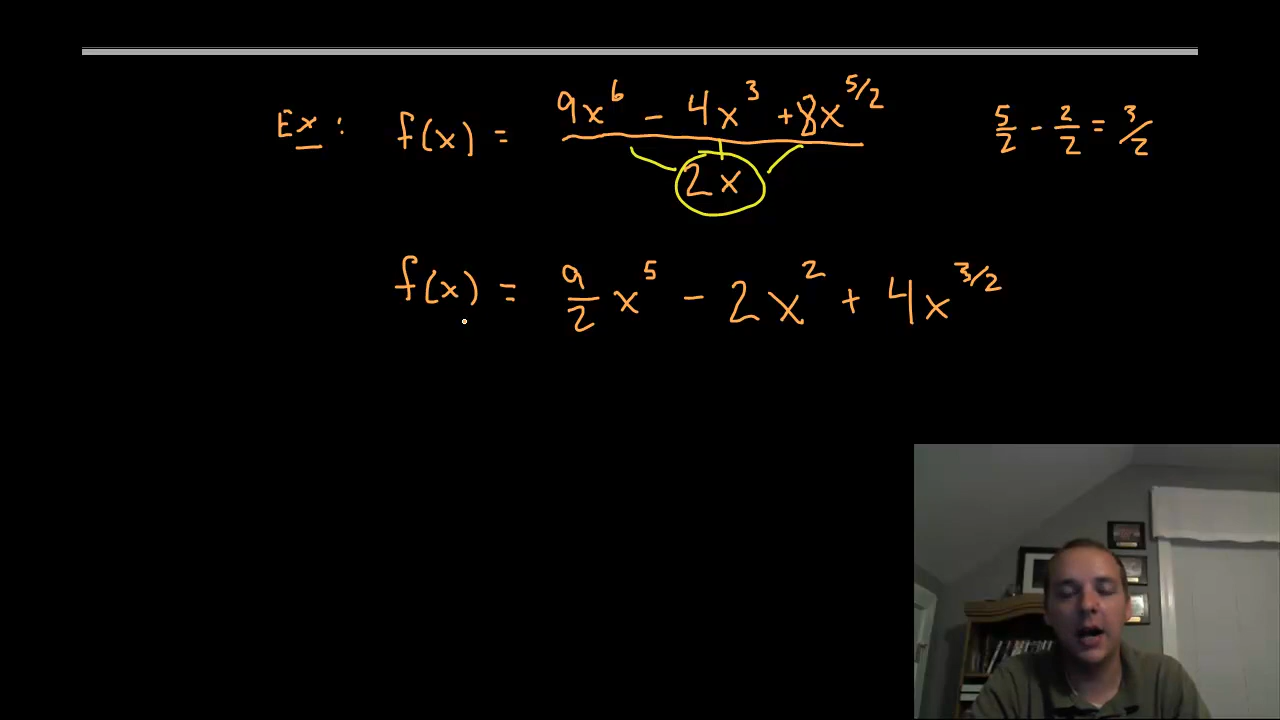 Ex: f(x) = (9x^6 - 4x^3 + 8x^{5/2}) / (2x)    5/2 - 2/2 = 3/2
f(x) = 9/2 x^5 - 2x^2 + 4x^{3/2}